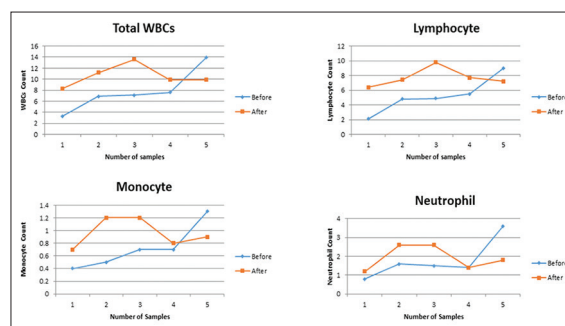 Total WBCs
WBCs Count
16
14
12
10
8
6
4
2
0
1 2 3 4 5
Number of samples
Before
After
Lymphocyte
Lymphocyte Count
12
10
8
6
4
2
0
1 2 3 4 5
Number of samples
Before
After
Monocyte
Monocyte Count
1.4
1.2
1
0.8
0.6
0.4
0.2
0
1 2 3 4 5
Number of Samples
Before
After
Neutrophil
Neutrophil Count
4
3
2
1
0
1 2 3 4 5
Number of Samples
Before
After